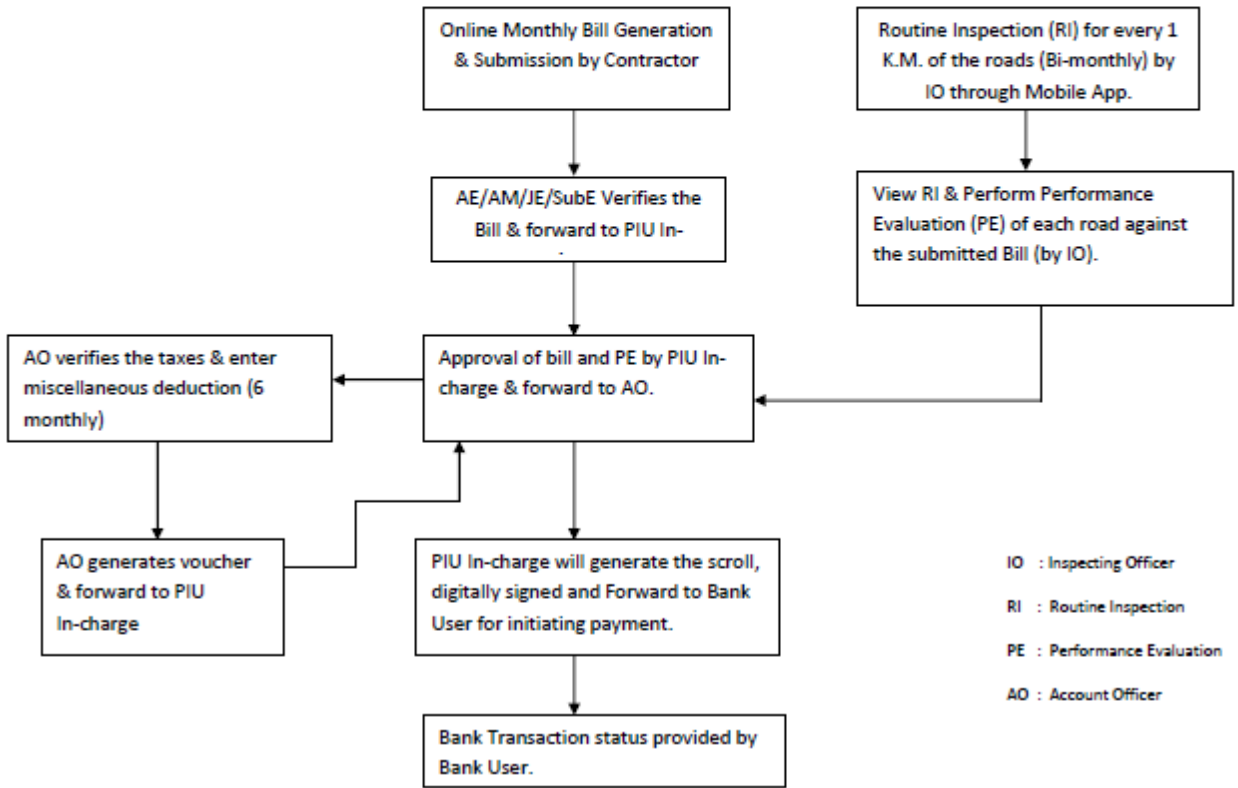 Online Monthly Bill Generation
& Submission by Contractor
Routine Inspection (RI) for every 1
K.M. of the roads (Bi-monthly) by
IO through Mobile App.
AE/AM/JE/SubE Verifies the
Bill & forward to PIU In-
View RI & Perform Performance
Evaluation (PE) of each road against
the submitted Bill (by IO).
AO verifies the taxes & enter
miscellaneous deduction (6
monthly)
Approval of bill and PE by PIU In-
charge & forward to AO.
AO generates voucher
& forward to PIU
In-charge
PIU In-charge will generate the scroll,
digitally signed and Forward to Bank
User for initiating payment.
IO : Inspecting Officer
RI : Routine Inspection
PE : Performance Evaluation
AO : Account Officer
Bank Transaction status provided by
Bank User.